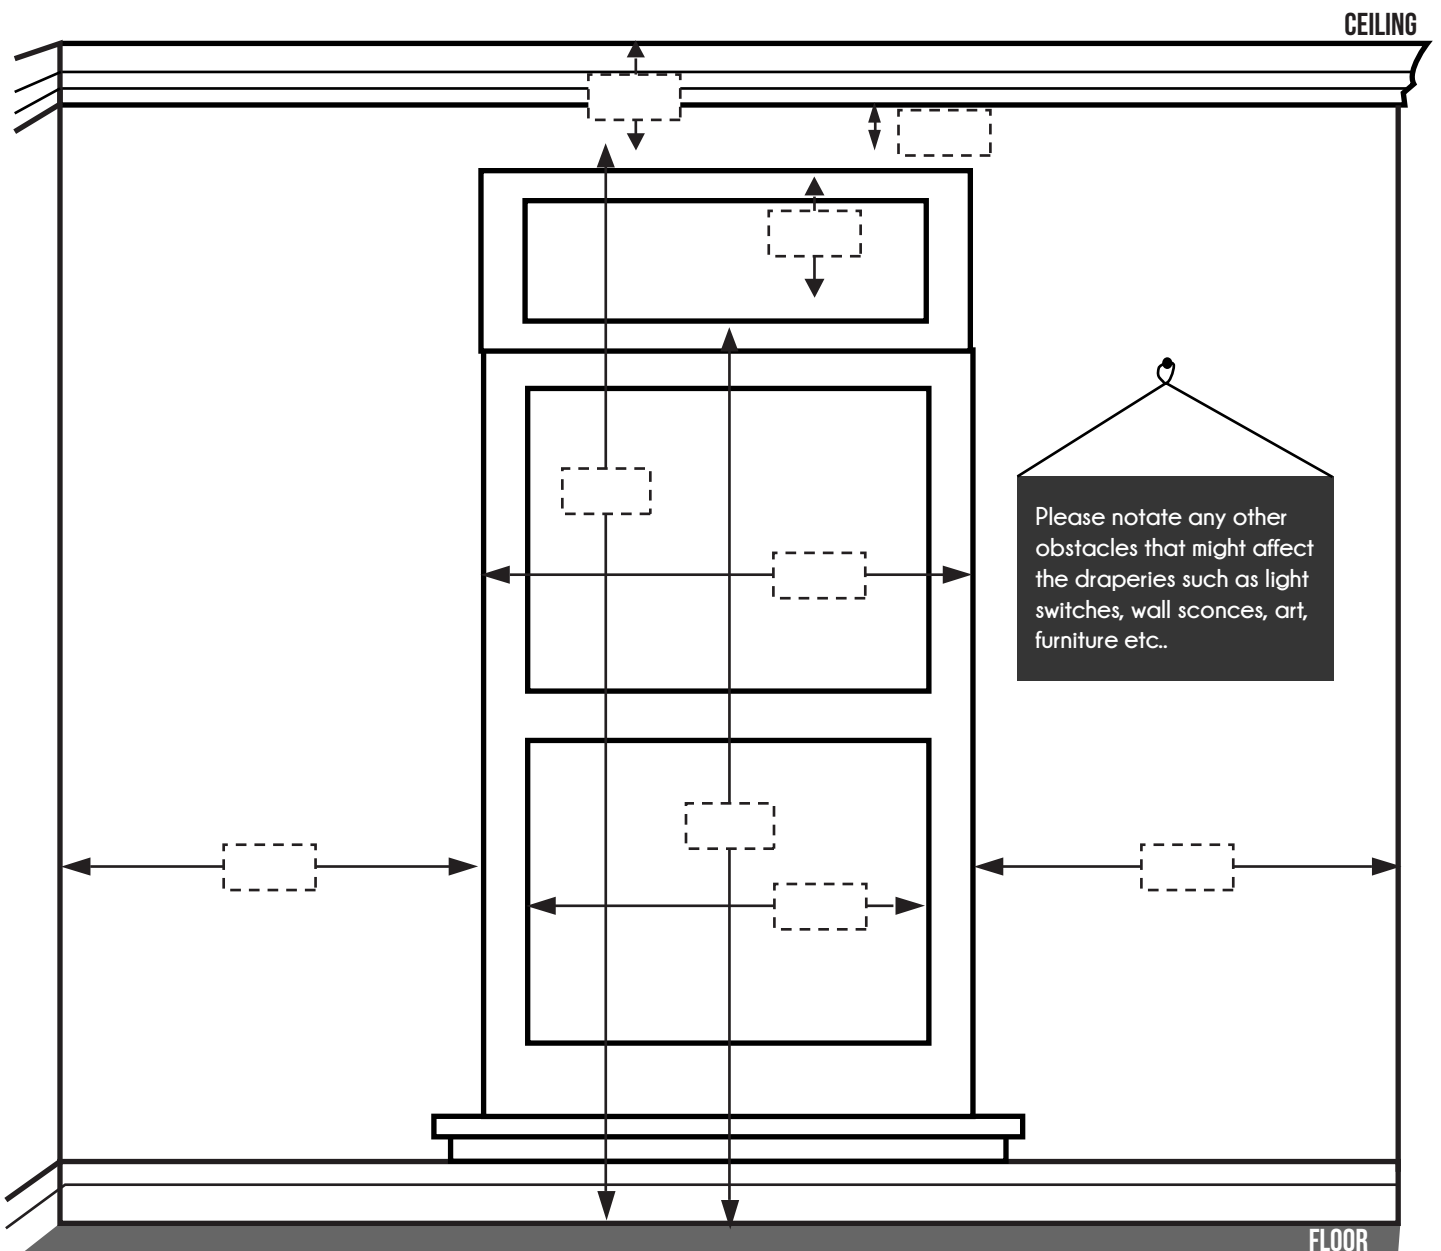 CEILING
Please notate any other
obstacles that might affect
the draperies such as light
switches, wall sconces, art,
furniture etc..
FLOOR